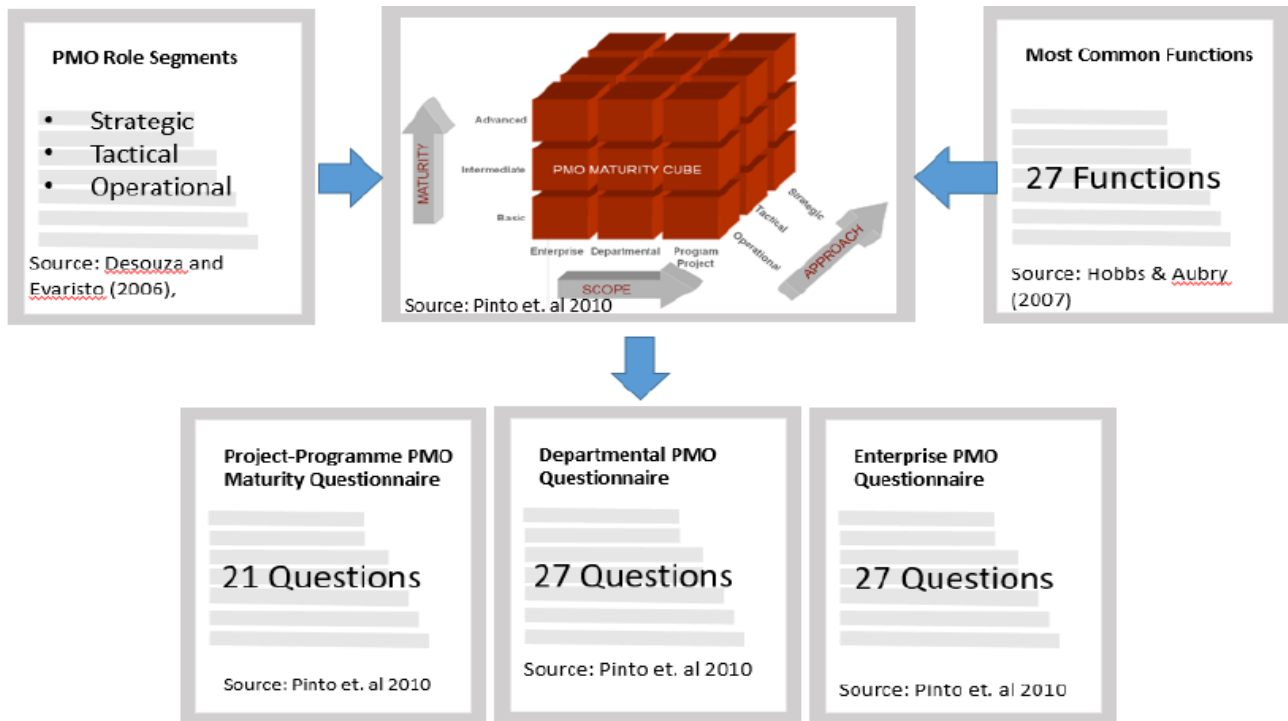 PMO Role Segments
• Strategic
• Tactical
• Operational
Source: Desouza and
Evaristo (2006),
MATURITY
Advanced
Intermediate
Basic
PMO MATURITY CUBE
Enterprise Departmental Program
Project
Strategic
Tactical
Operational
SCOPE
APPROACH
Source: Pinto et. al 2010
Most Common Functions
27 Functions
Source: Hobbs & Aubry
(2007)
Project-Programme PMO
Maturity Questionnaire
21 Questions
Source: Pinto et. al 2010
Departmental PMO
Questionnaire
27 Questions
Source: Pinto et. al 2010
Enterprise PMO
Questionnaire
27 Questions
Source: Pinto et. al 2010